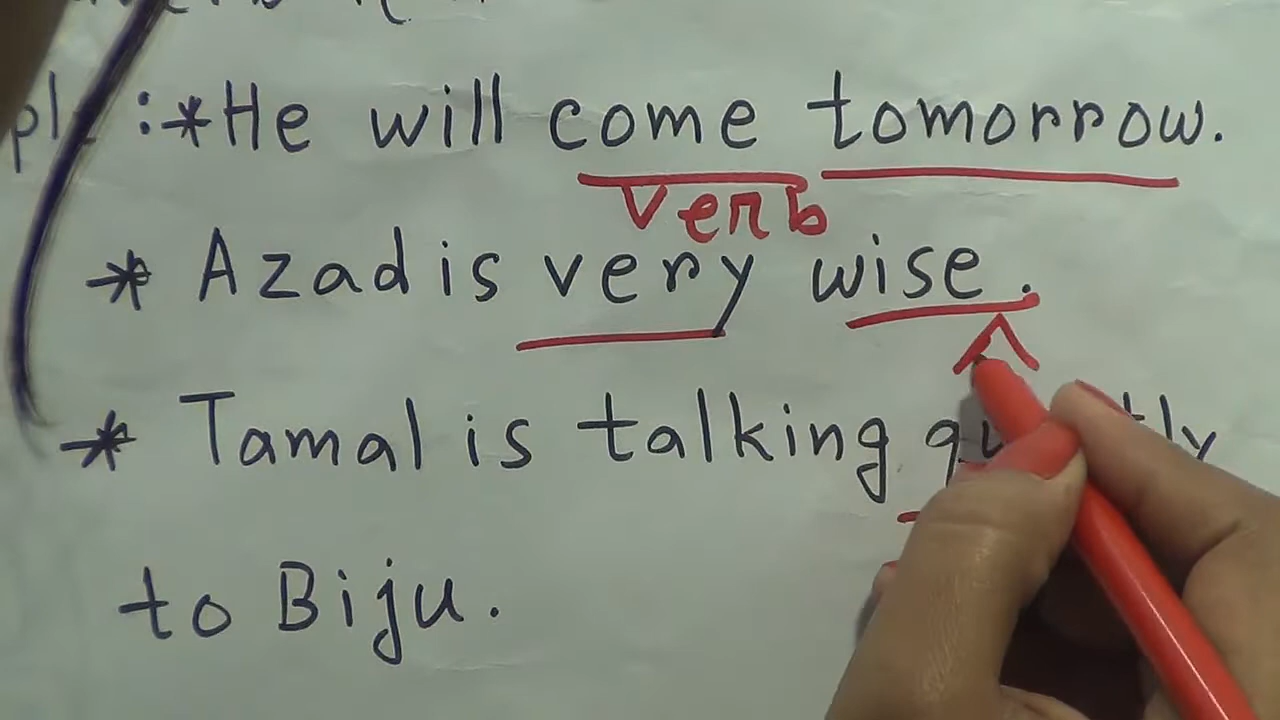 :*He will come tomorrow.
Verb
* Azad is very wise.
* Tamal is talking
to Biju.